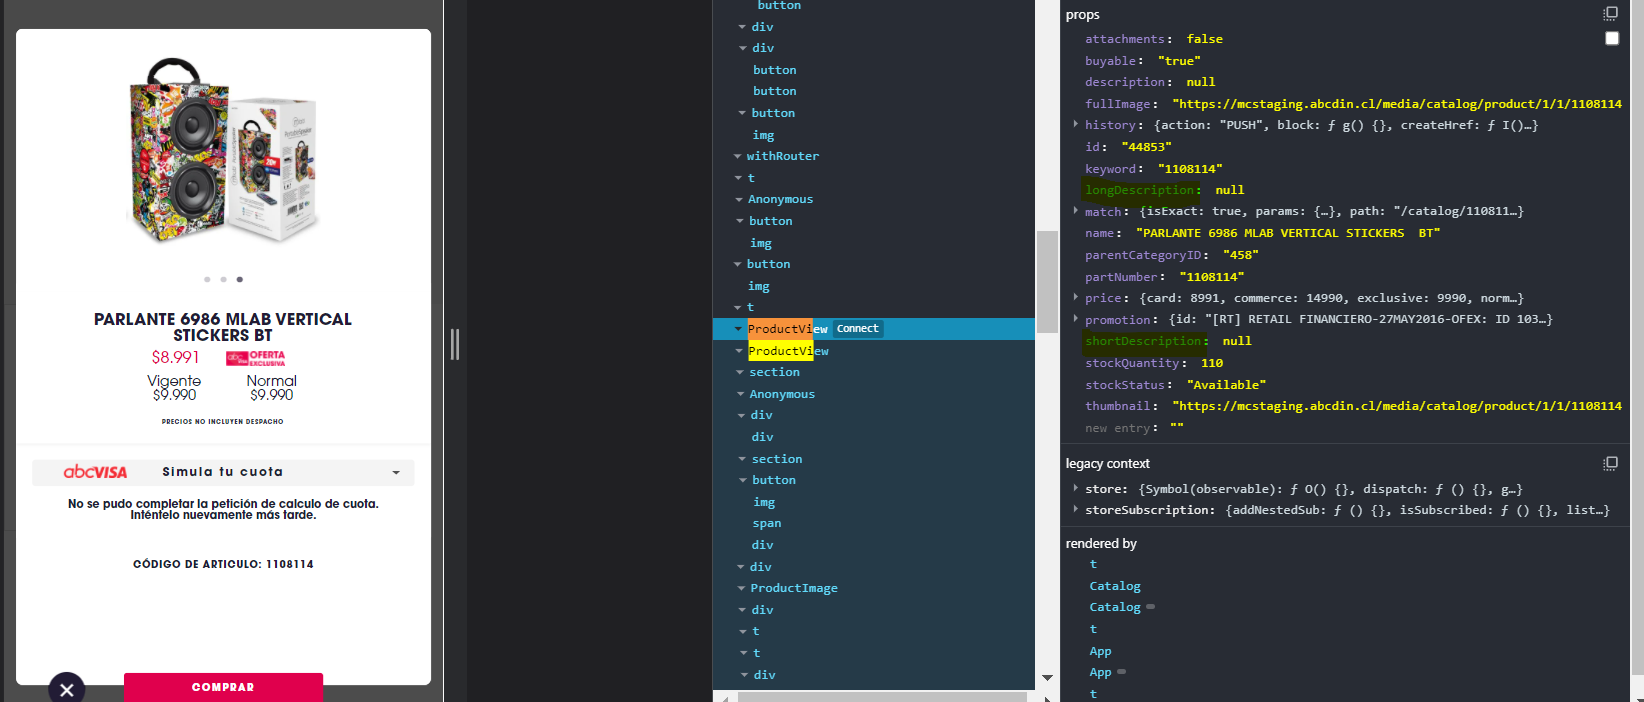 PARLANTE 6986 MLAB VERTICAL
STICKERS BT
$8.991
abc VISA OFERTA
EXCLUSIVA
Vigente
$9.990
Normal
$9.990
PRECIOS NO INCLUYEN DESPACHO
abcVISA Simula tu cuota
No se pudo completar la petición de calculo de cuota.
Inténtelo nuevamente más tarde.
CÓDIGO DE ARTICULO: 1108114
COMPRAR
button
div
div
button
button
button
img
withRouter
t
Anonymous
button
img
button
img
t
ProductView Connect
ProductView
section
Anonymous
div
div
section
button
img
span
div
div
ProductImage
div
t
t
div
props
attachments: false
buyable: "true"
description: null
fullImage: "https://mcstaging.abcdin.cl/media/catalog/product/1/1/1108114
history: {action: "PUSH", block: ƒ g() {}, createHref: ƒ I()…}
id: "44853"
keyword: "1108114"
longDescription: null
match: {isExact: true, params: {…}, path: "/catalog/110811…}
name: "PARLANTE 6986 MLAB VERTICAL STICKERS  BT"
parentCategoryID: "458"
partNumber: "1108114"
price: {card: 8991, commerce: 14990, exclusive: 9990, norm…}
promotion: {id: "[RT] RETAIL FINANCIERO-27MAY2016-OFEX: ID 103…}
shortDescription: null
stockQuantity: 110
stockStatus: "Available"
thumbnail: "https://mcstaging.abcdin.cl/media/catalog/product/1/1/1108114
new entry: ""
legacy context
store: {Symbol(observable): ƒ O() {}, dispatch: ƒ () {}, g…}
storeSubscription: {addNestedSub: ƒ () {}, isSubscribed: ƒ () {}, list…}
rendered by
t
Catalog
Catalog
t
App
App
t